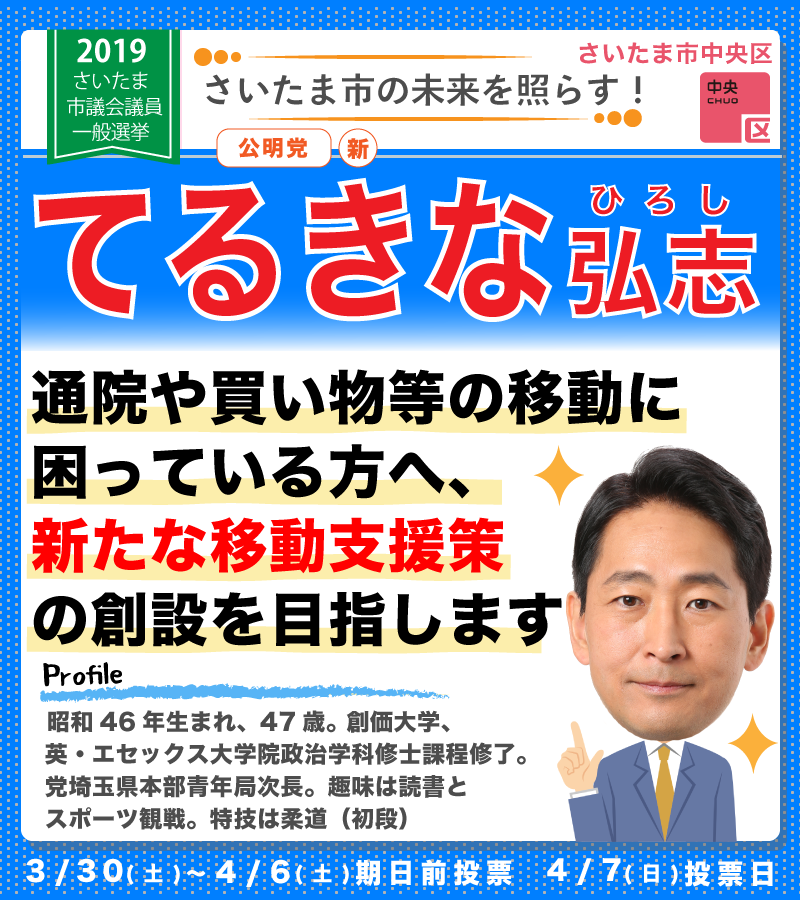 2019
さいたま
市議会議員
一般選挙
さいたま市の未来を照らす！
さいたま市中央区
中央
CHUO
区
公明党 新
ひろし
てるきな弘志
通院や買い物等の移動に
困っている方へ、
新たな移動支援策
の創設を目指します
Profile
昭和46年生まれ、47歳。創価大学、
英・エセックス大学院政治学科修士課程修了。
党埼玉県本部青年局次長。趣味は読書と
スポーツ観戦。特技は柔道（初段）
3/30(土)～4/6(土)期日前投票 4/7(日)投票日